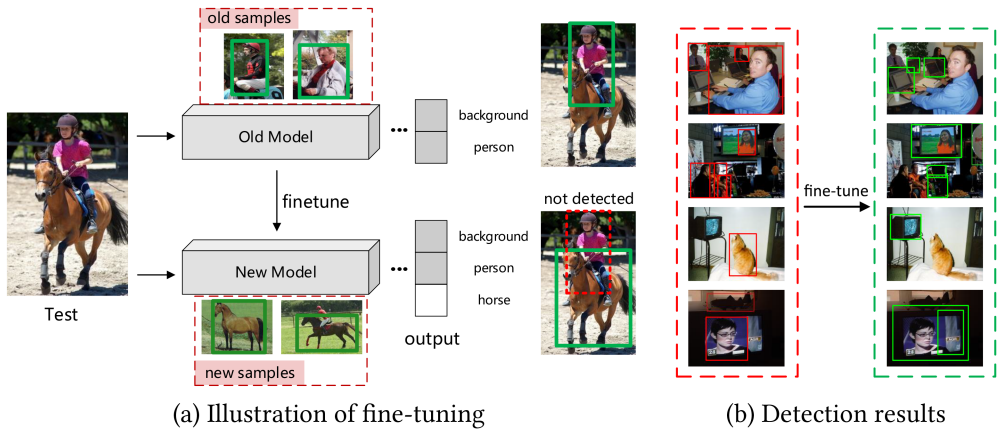 old samples
Old Model
background
person
finetune
not detected
fine-tune
New Model
background
person
horse
Test
output
new samples
(a) Illustration of fine-tuning
(b) Detection results